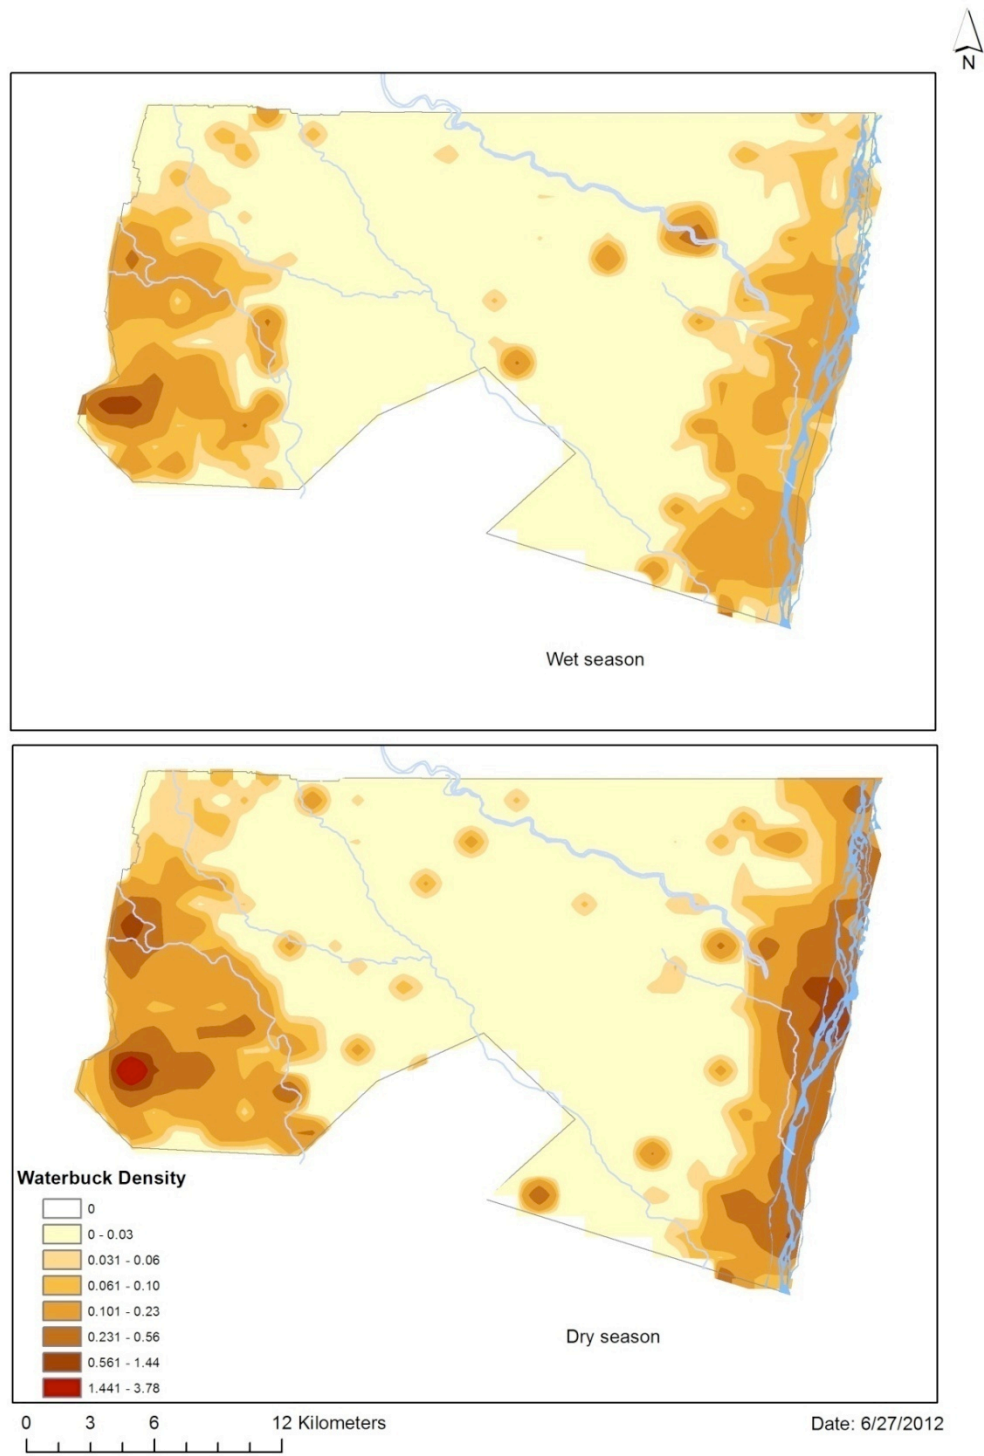 N
Wet season
Waterbuck Density
0
0 - 0.03
0.031 - 0.06
0.061 - 0.10
0.101 - 0.23
0.231 - 0.56
0.561 - 1.44
1.441 - 3.78
Dry season
0 3 6 12 Kilometers
Date: 6/27/2012